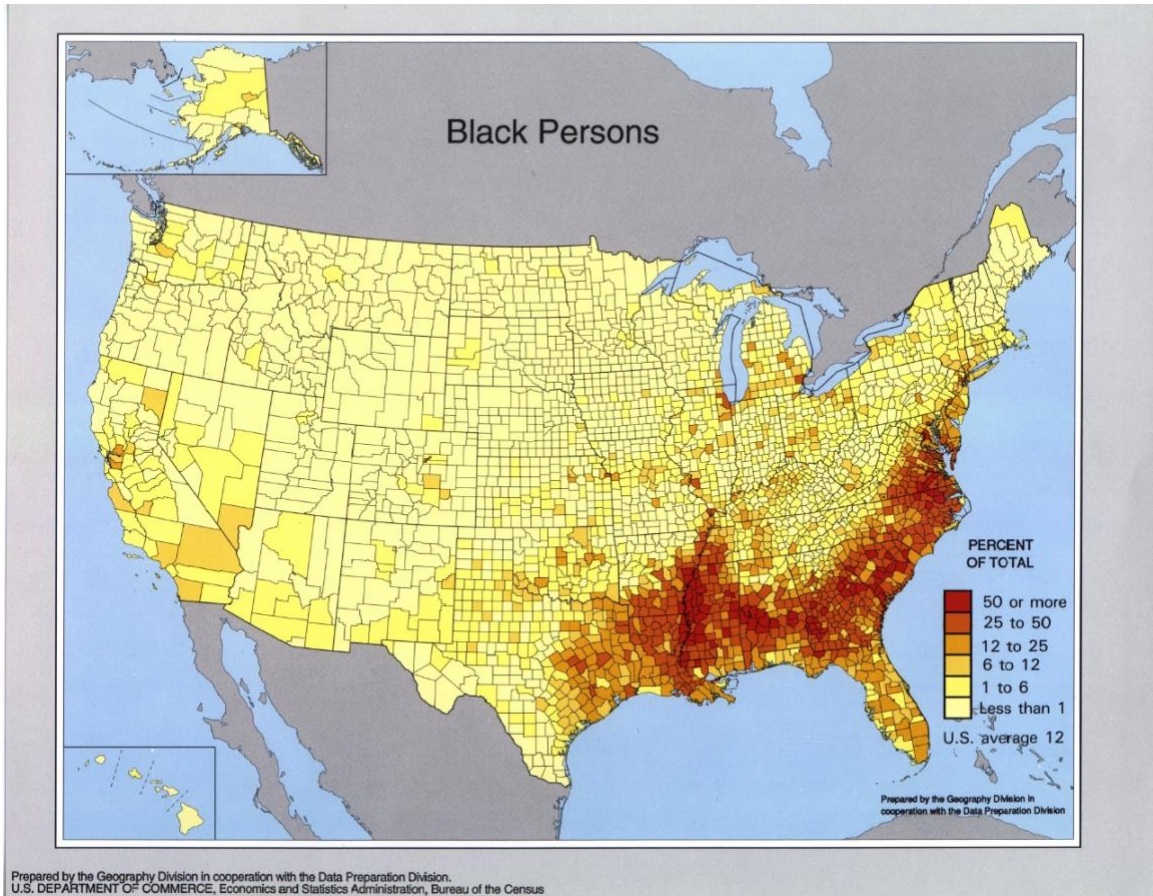 Black Persons
PERCENT
OF TOTAL
50 or more
25 to 50
12 to 25
6 to 12
1 to 6
Less than 1
U.S. average 12
Prepared by the Geography Division in
cooperation with the Data Preparation Division
Prepared by the Geography Division in cooperation with the Data Preparation Division.
U.S. DEPARTMENT OF COMMERCE, Economics and Statistics Administration, Bureau of the Census